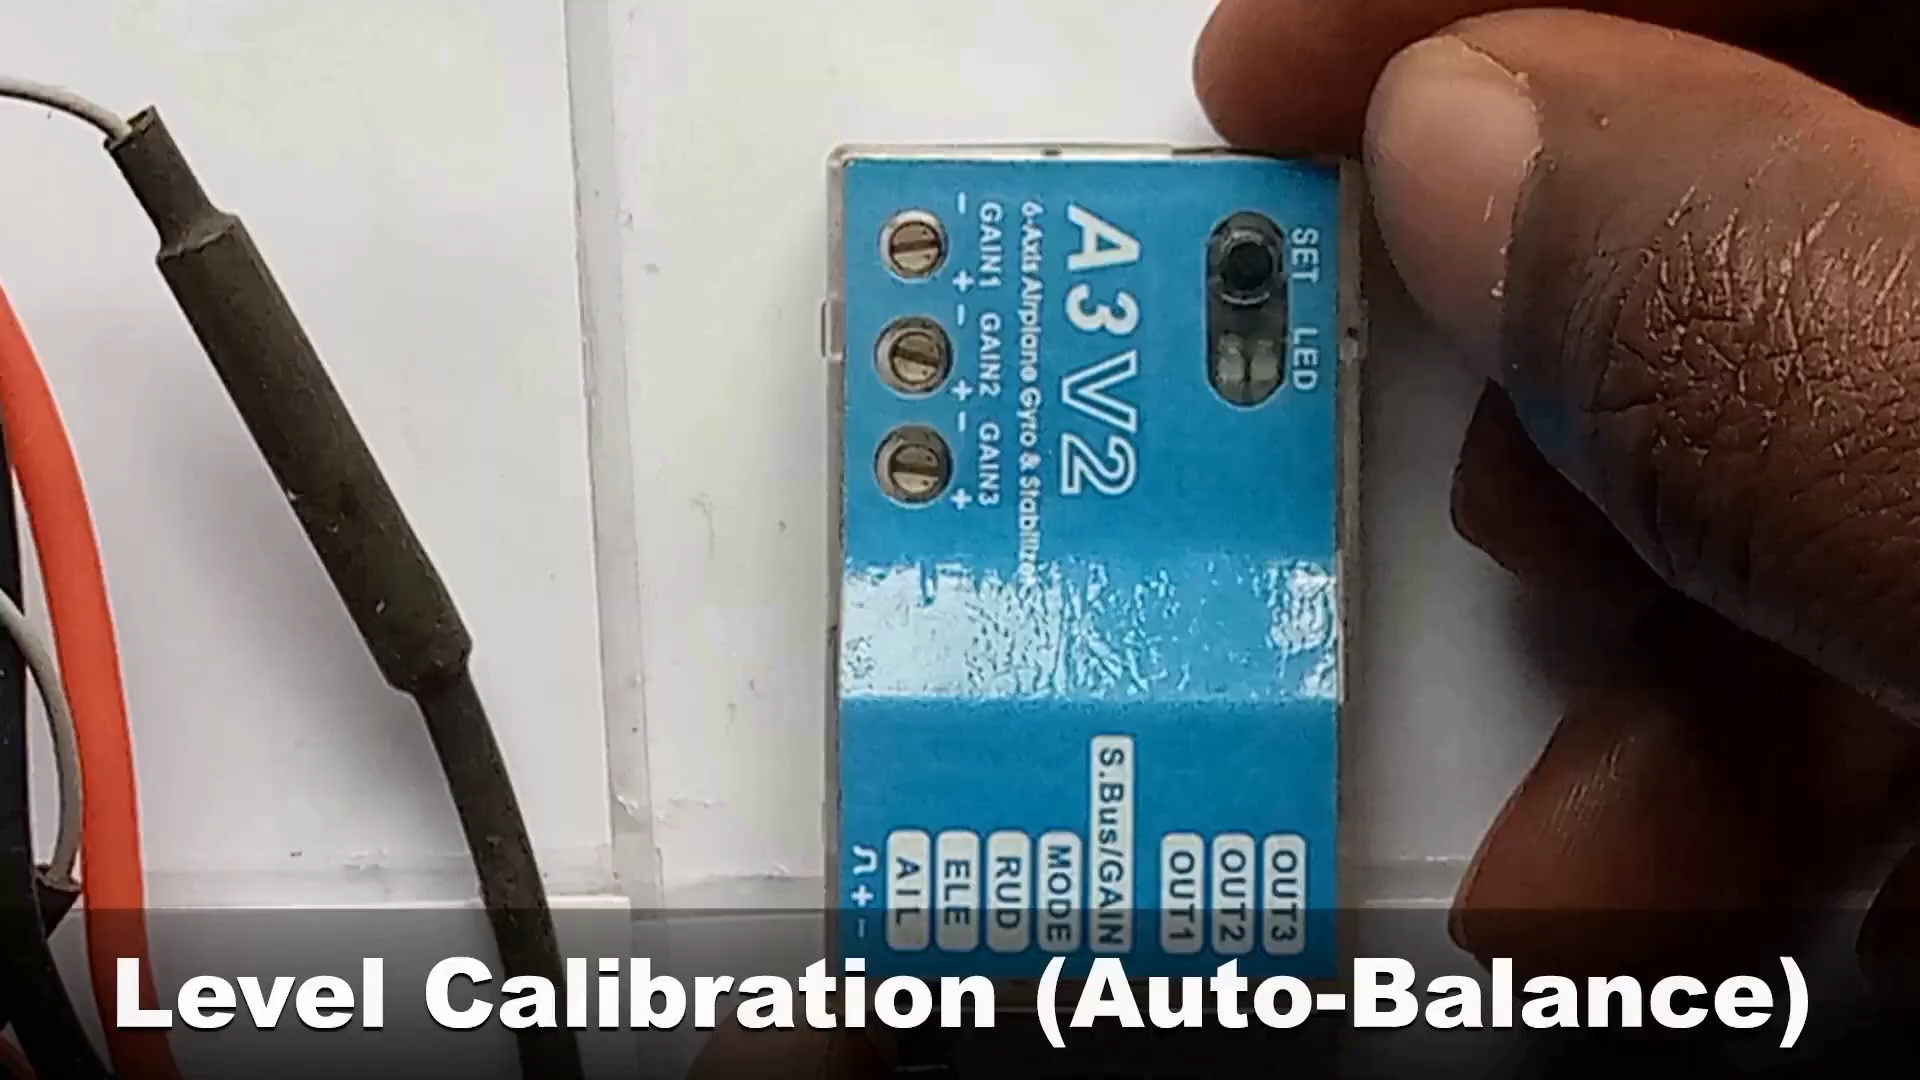 SET LED
A3 V2
6-Axis Airplane Gyro & Stabilizer
GAIN1 GAIN2 GAIN3
- + - + - +
OUT3
OUT2
OUT1
S.Bus/GAIN
MODE
RUD
ELE
AIL
+ -
Level Calibration (Auto-Balance)